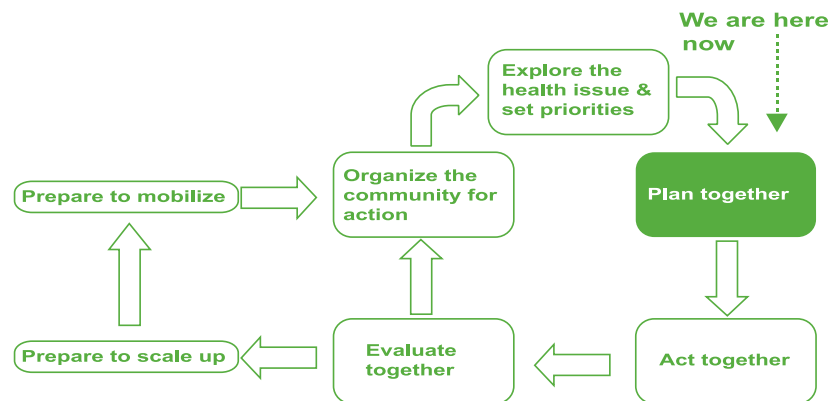 We are here
now
Explore the
health issue &
set priorities
Prepare to mobilize
Organize the
community for
action
Plan together
Prepare to scale up
Evaluate
together
Act together